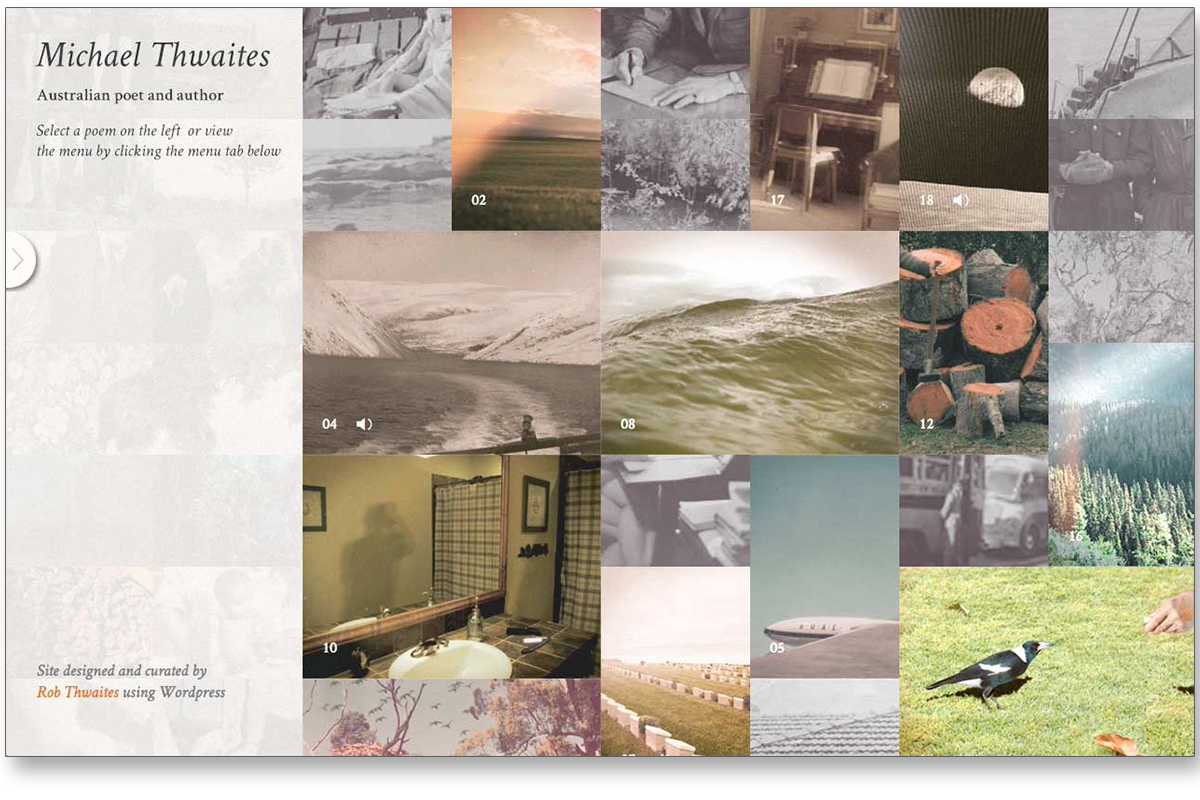 Michael Thwaites
Australian poet and author
Select a poem on the left or view
the menu by clicking the menu tab below
02
17
18
04
08
12
16
10
05
Site designed and curated by
Rob Thwaites using Wordpress